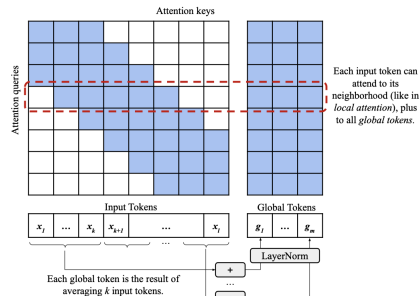 Attention keys
Attention queries
Each input token can
attend to its
neighborhood (like in
local attention), plus
to all global tokens.
Input Tokens
Global Tokens
x1 ... xk xk+1 ... xl
g1 ... gm
...
LayerNorm
Each global token is the result of
averaging k input tokens.
+
...